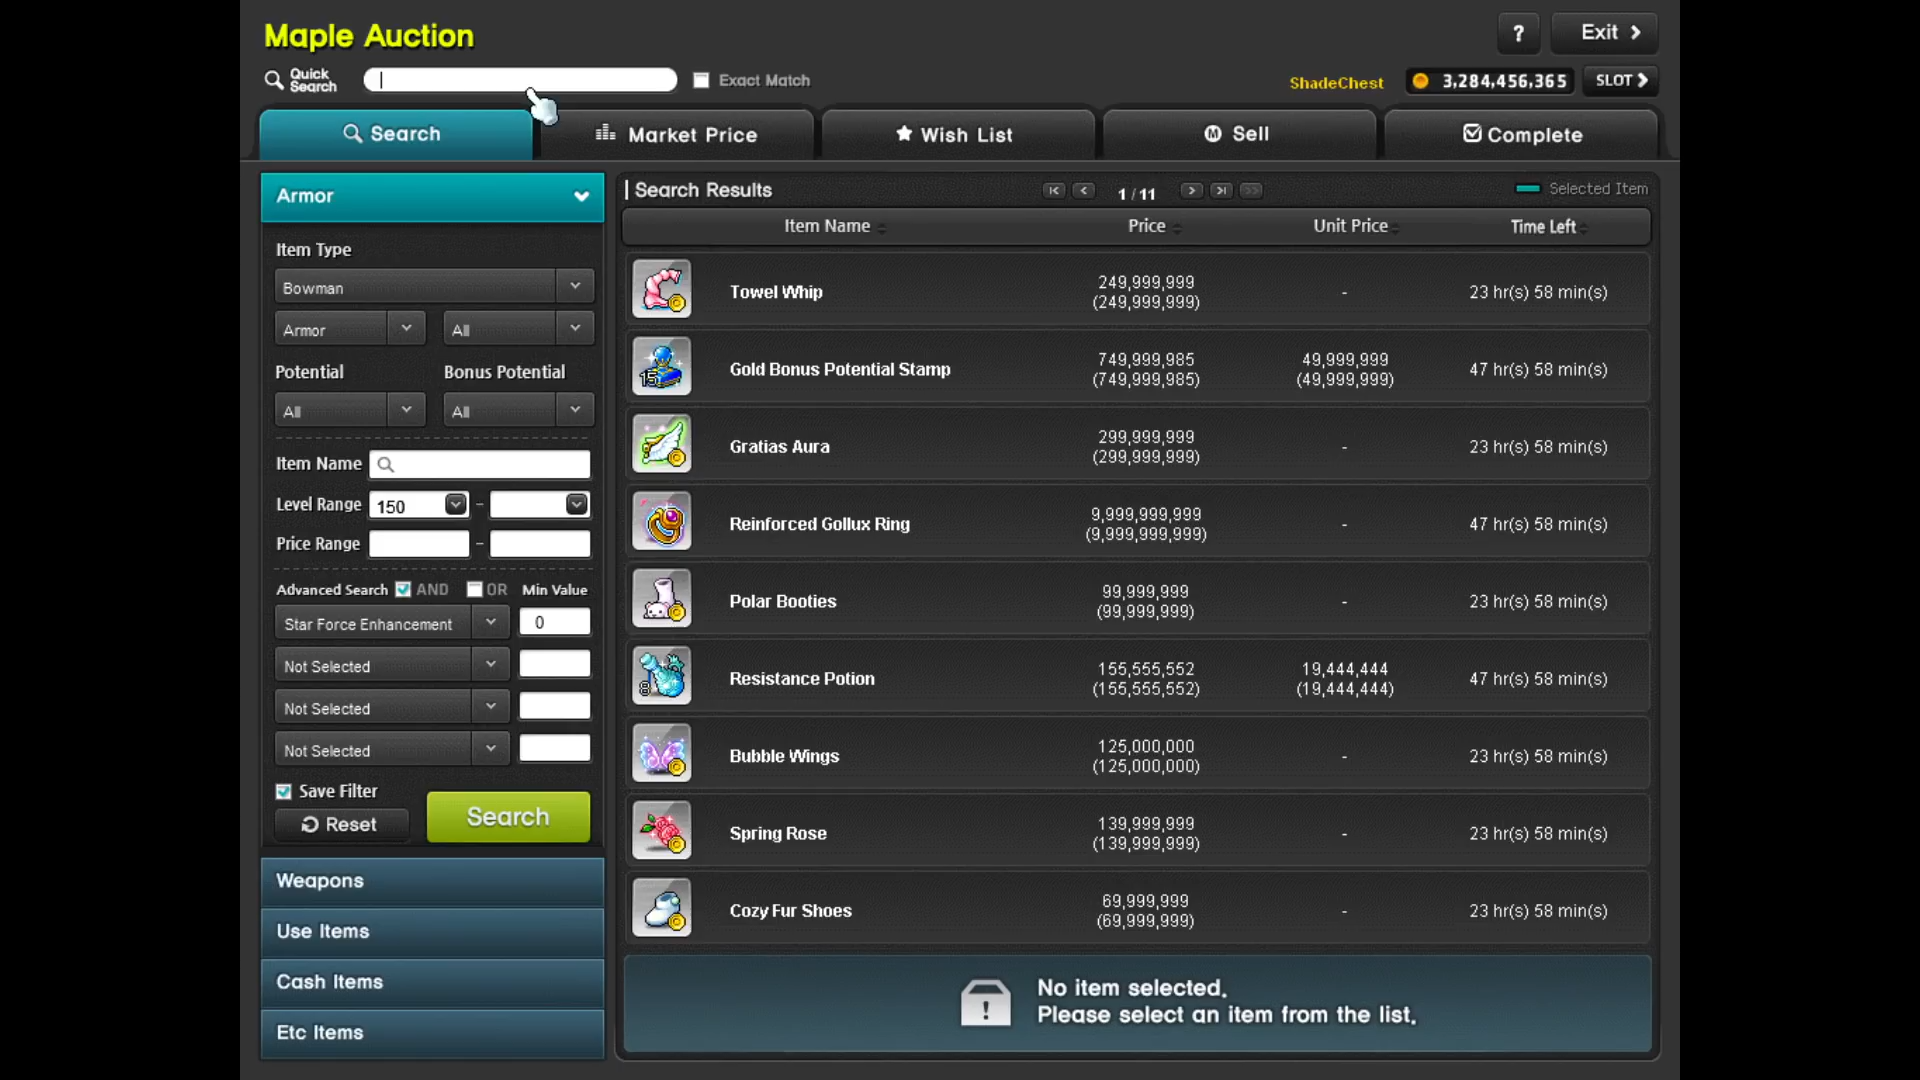 Maple Auction
?
Exit
Quick Search
Exact Match
ShadeChest
3,284,456,365
SLOT
Search
Market Price
Wish List
Sell
Complete
Armor
Item Type
Bowman
Armor
All
Potential
Bonus Potential
All
All
Item Name
Level Range 150 -
Price Range -
Advanced Search AND OR Min Value
Star Force Enhancement 0
Not Selected
Not Selected
Not Selected
Save Filter
Reset
Search
Weapons
Use Items
Cash Items
Etc Items
Search Results
1 / 11
Selected Item
Item Name Price Unit Price Time Left
Towel Whip 249,999,999 - 23 hr(s) 58 min(s)
(249,999,999)
15 Gold Bonus Potential Stamp 749,999,985 49,999,999 47 hr(s) 58 min(s)
(749,999,985) (49,999,999)
Gratias Aura 299,999,999 - 23 hr(s) 58 min(s)
(299,999,999)
Reinforced Gollux Ring 9,999,999,999 - 47 hr(s) 58 min(s)
(9,999,999,999)
Polar Booties 99,999,999 - 23 hr(s) 58 min(s)
(99,999,999)
8 Resistance Potion 155,555,552 19,444,444 47 hr(s) 58 min(s)
(155,555,552) (19,444,444)
Bubble Wings 125,000,000 - 23 hr(s) 58 min(s)
(125,000,000)
Spring Rose 139,999,999 - 23 hr(s) 58 min(s)
(139,999,999)
Cozy Fur Shoes 69,999,999 - 23 hr(s) 58 min(s)
(69,999,999)
No item selected.
Please select an item from the list.